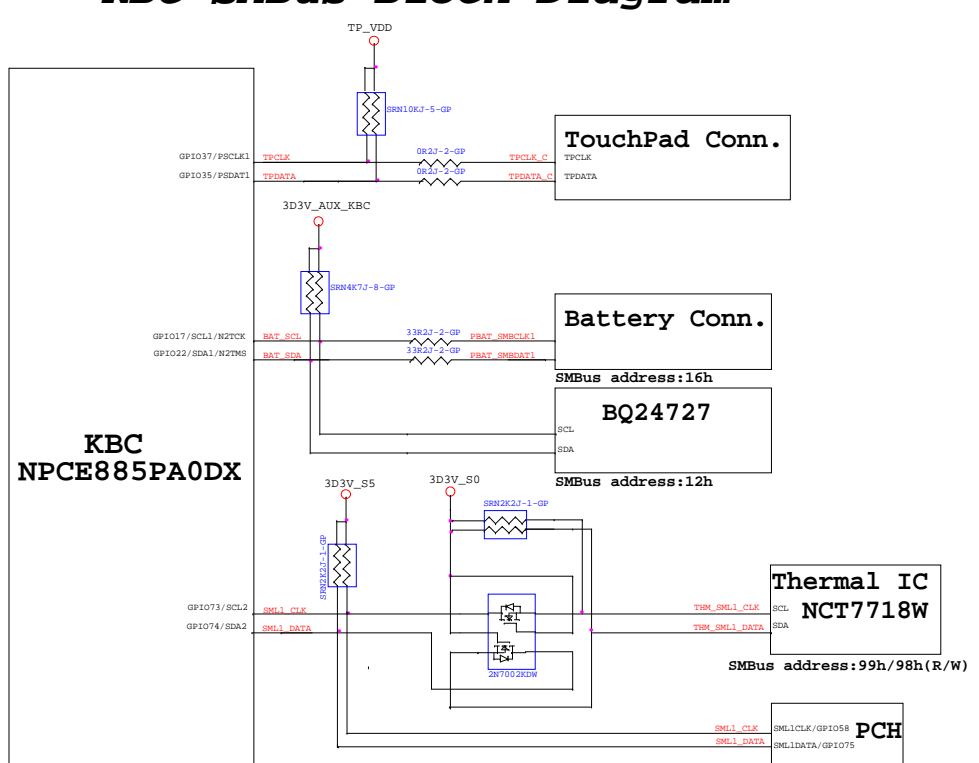 KBC SMBus Block Diagram
TP_VDD
SRN10KJ-5-GP
TouchPad Conn.
GPIO37/PSCLK1 TPCLK 0R2J-2-GP TPCLK_C TPCLK
GPIO35/PSDAT1 TPDATA 0R2J-2-GP TPDATA_C TPDATA
3D3V_AUX_KBC
SRN4K7J-8-GP
Battery Conn.
GPIO17/SCL1/N2TCK BAT_SCL 33R2J-2-GP PBAT_SMBCLK1
GPIO22/SDA1/N2TMS BAT_SDA 33R2J-2-GP PBAT_SMBDAT1
SMBus address:16h
BQ24727
SCL
SDA
SMBus address:12h
KBC
NPCE885PA0DX
3D3V_S5
3D3V_S0
SRN2K2J-1-GP
SRN2K2J-1-GP
Thermal IC
NCT7718W
GPIO73/SCL2 SML1_CLK THM_SML1_CLK SCL
GPIO74/SDA2 SML1_DATA THM_SML1_DATA SDA
2N7002KDW
SMBus address:99h/98h(R/W)
SML1_CLK SML1CLK/GPIO58
SML1_DATA SML1DATA/GPIO75
PCH